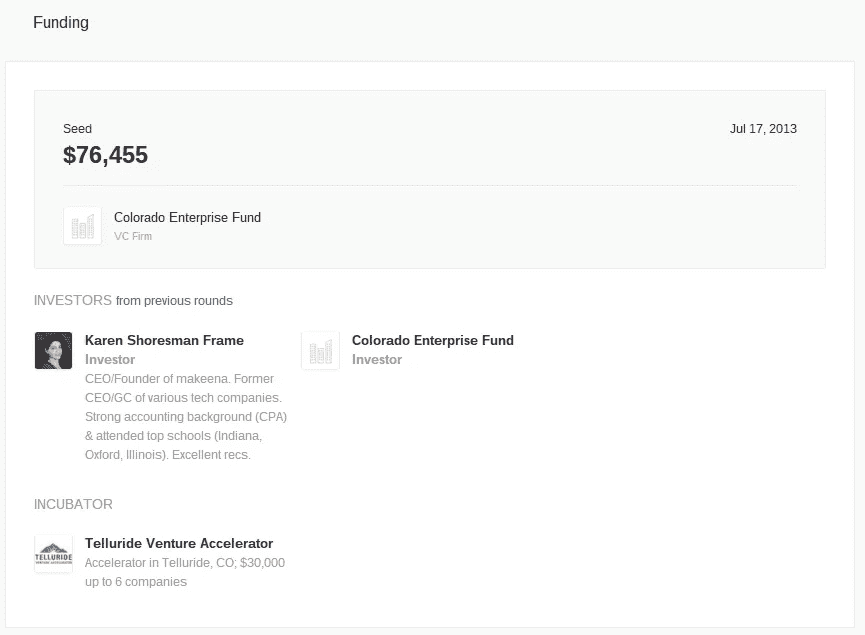 Funding
Seed
Jul 17, 2013
$76,455
Colorado Enterprise Fund
VC Firm
INVESTORS from previous rounds
Karen Shoresman Frame
Investor
CEO/Founder of makeena. Former
CEO/GC of various tech companies.
Strong accounting background (CPA)
& attended top schools (Indiana,
Oxford, Illinois). Excellent recs.
Colorado Enterprise Fund
Investor
INCUBATOR
TELLURIDE
VENTURE ACCELERATOR
Telluride Venture Accelerator
Accelerator in Telluride, CO; $30,000
up to 6 companies